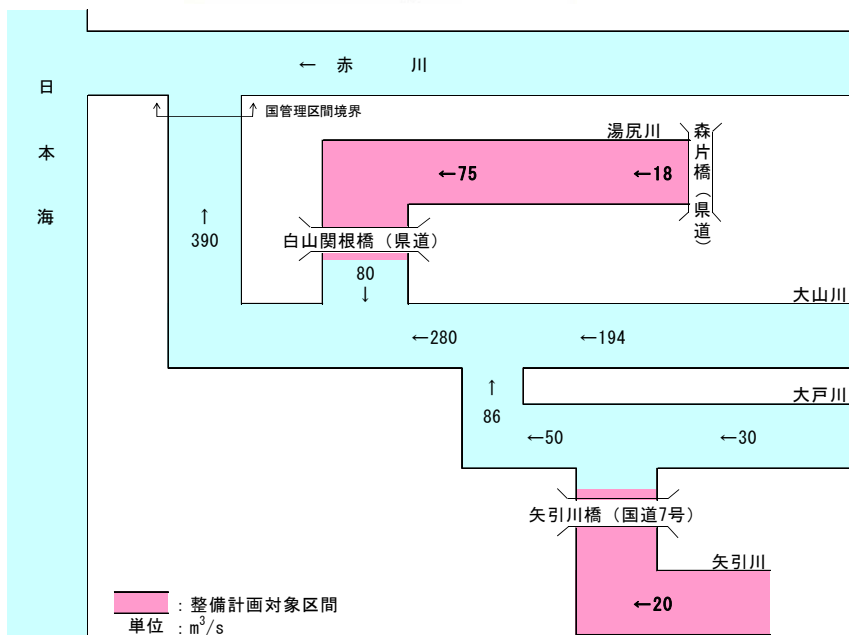 ← 赤 川
日本海
国管理区間境界
湯尻川
森片橋（県道）
←75
←18
↑
390
白山関根橋（県道）
80
↓
大山川
←280
←194
大戸川
↑
86
←50
←30
矢引川橋（国道7号）
矢引川
←20
：整備計画対象区間
単位：m³/s